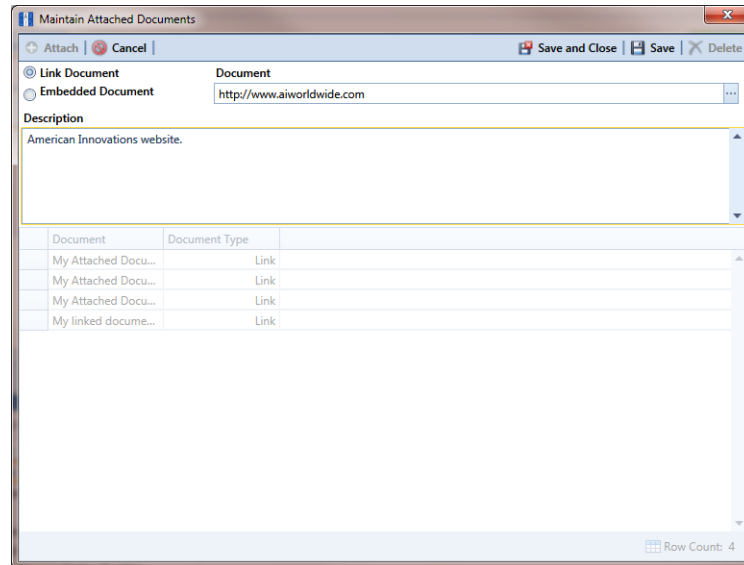 Maintain Attached Documents
Attach | Cancel | Save and Close | Save | Delete
Link Document Document
Embedded Document http://www.aiworldwide.com ...
Description
American Innovations website.
Document Document Type
My Attached Docu... Link
My Attached Docu... Link
My Attached Docu... Link
My linked docume... Link
Row Count: 4